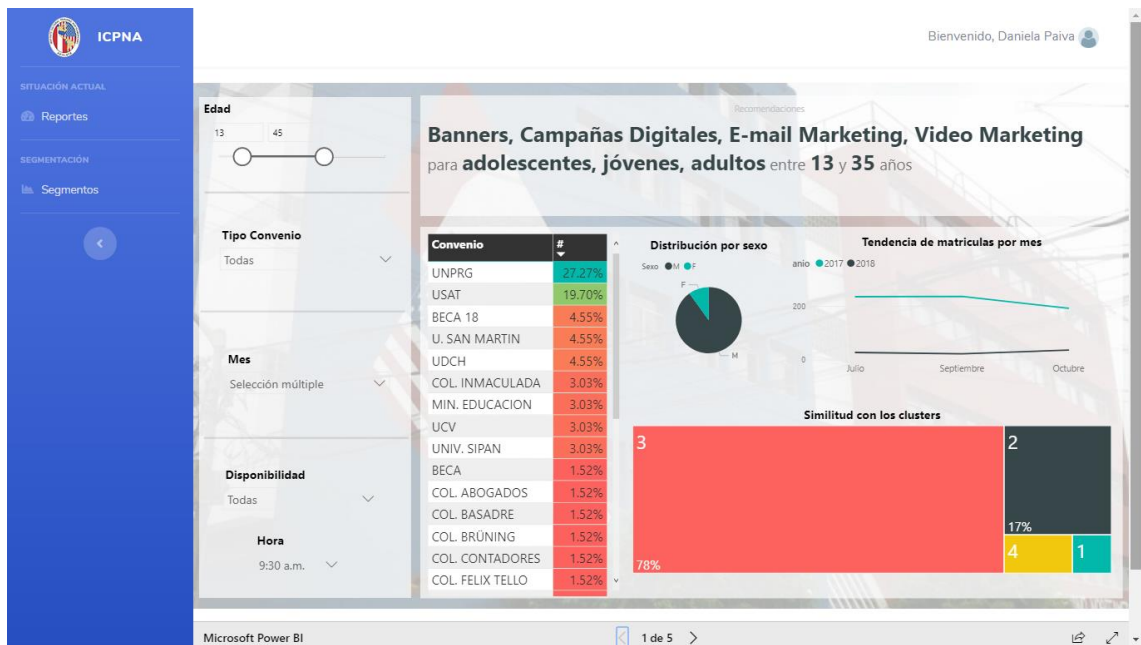 ICPNA
Bienvenido, Daniela Paiva
SITUACIÓN ACTUAL
Reportes
SEGMENTACIÓN
Segmentos
Edad
13 45
Tipo Convenio
Todas
Mes
Selección múltiple
Disponibilidad
Todas
Hora
9:30 a.m.
Recomendaciones
Banners, Campañas Digitales, E-mail Marketing, Video Marketing
para adolescentes, jóvenes, adultos entre 13 y 35 años
Convenio #
UNPRG 27.27%
USAT 19.70%
BECA 18 4.55%
U. SAN MARTIN 4.55%
UDCH 4.55%
COL. INMACULADA 3.03%
MIN. EDUCACION 3.03%
UCV 3.03%
UNIV. SIPAN 3.03%
BECA 1.52%
COL. ABOGADOS 1.52%
COL. BASADRE 1.52%
COL. BRÜNING 1.52%
COL. CONTADORES 1.52%
COL. FELIX TELLO 1.52%
Distribución por sexo
Sexo M F
F
M
Tendencia de matriculas por mes
anio 2017 2018
200
0
Julio Septiembre Octubre
Similitud con los clusters
3
78%
2
17%
4
1
Microsoft Power BI
1 de 5